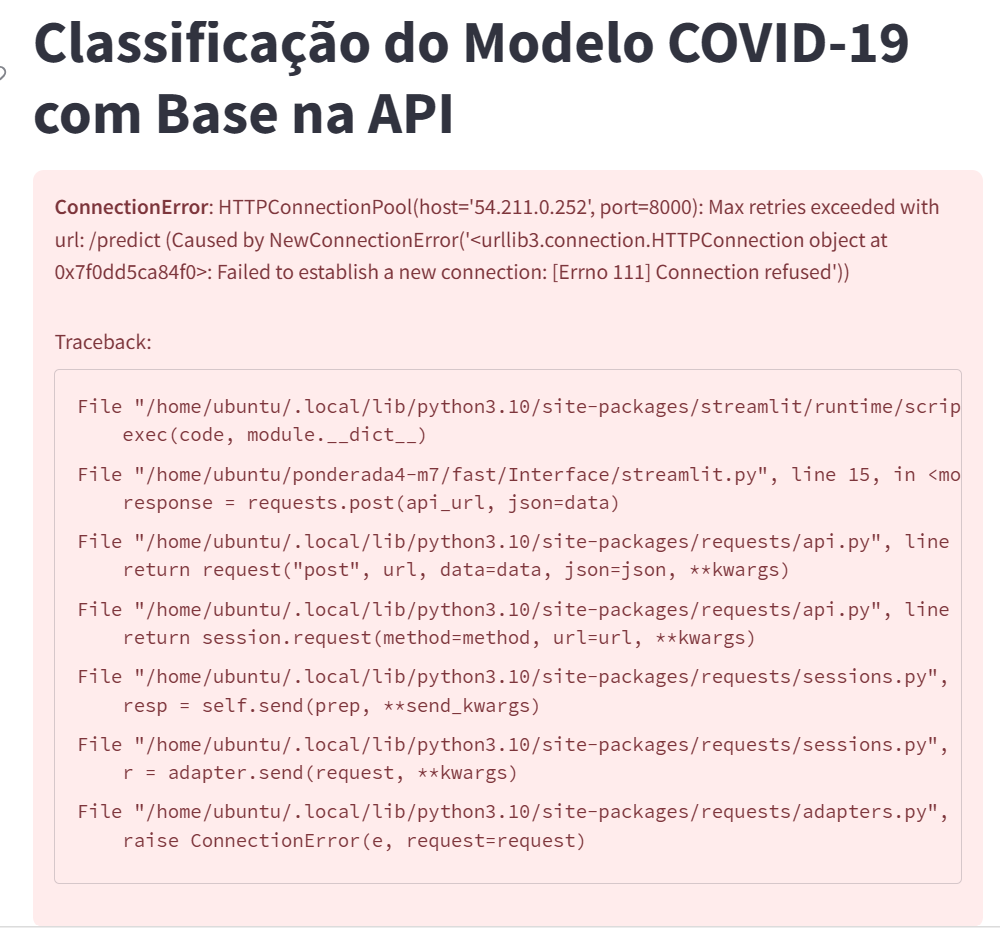 Classificação do Modelo COVID-19
com Base na API
ConnectionError: HTTPConnectionPool(host='54.211.0.252', port=8000): Max retries exceeded with
url: /predict (Caused by NewConnectionError('<urllib3.connection.HTTPConnection object at
0x7f0dd5ca84f0>: Failed to establish a new connection: [Errno 111] Connection refused'))
Traceback:
File "/home/ubuntu/.local/lib/python3.10/site-packages/streamlit/runtime/scrip
exec(code, module.__dict__)
File "/home/ubuntu/ponderada4-m7/fast/Interface/streamlit.py", line 15, in <mo
response = requests.post(api_url, json=data)
File "/home/ubuntu/.local/lib/python3.10/site-packages/requests/api.py", line
return request("post", url, data=data, json=json, **kwargs)
File "/home/ubuntu/.local/lib/python3.10/site-packages/requests/api.py", line
return session.request(method=method, url=url, **kwargs)
File "/home/ubuntu/.local/lib/python3.10/site-packages/requests/sessions.py",
resp = self.send(prep, **send_kwargs)
File "/home/ubuntu/.local/lib/python3.10/site-packages/requests/sessions.py",
r = adapter.send(request, **kwargs)
File "/home/ubuntu/.local/lib/python3.10/site-packages/requests/adapters.py",
raise ConnectionError(e, request=request)